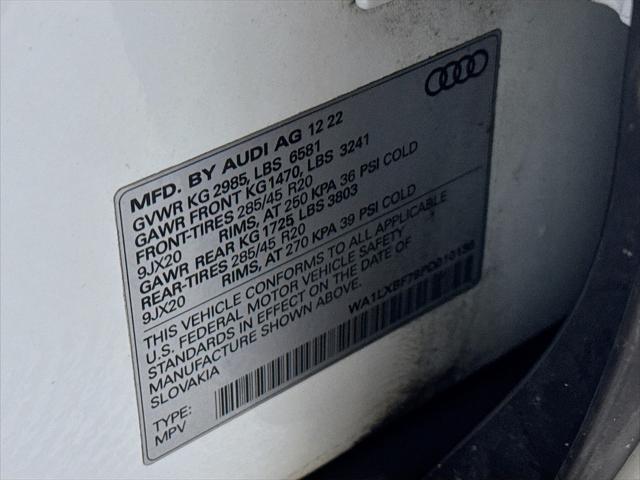 MFD. BY AUDI AG 12 22
GVWR KG 2985, LBS 6581
GAWR FRONT KG1470, LBS 3241
FRONT-TIRES 285/45 R20
9JX20 RIMS, AT 250 KPA 36 PSI COLD
GAWR REAR KG 1725 LBS 3803
REAR-TIRES 285/45 R20
9JX20 RIMS, AT 270 KPA 39 PSI COLD
THIS VEHICLE CONFORMS TO ALL APPLICABLE
U.S. FEDERAL MOTOR VEHICLE SAFETY
STANDARDS IN EFFECT ON THE DATE OF
MANUFACTURE SHOWN ABOVE.
SLOVAKIA
TYPE:
MPV